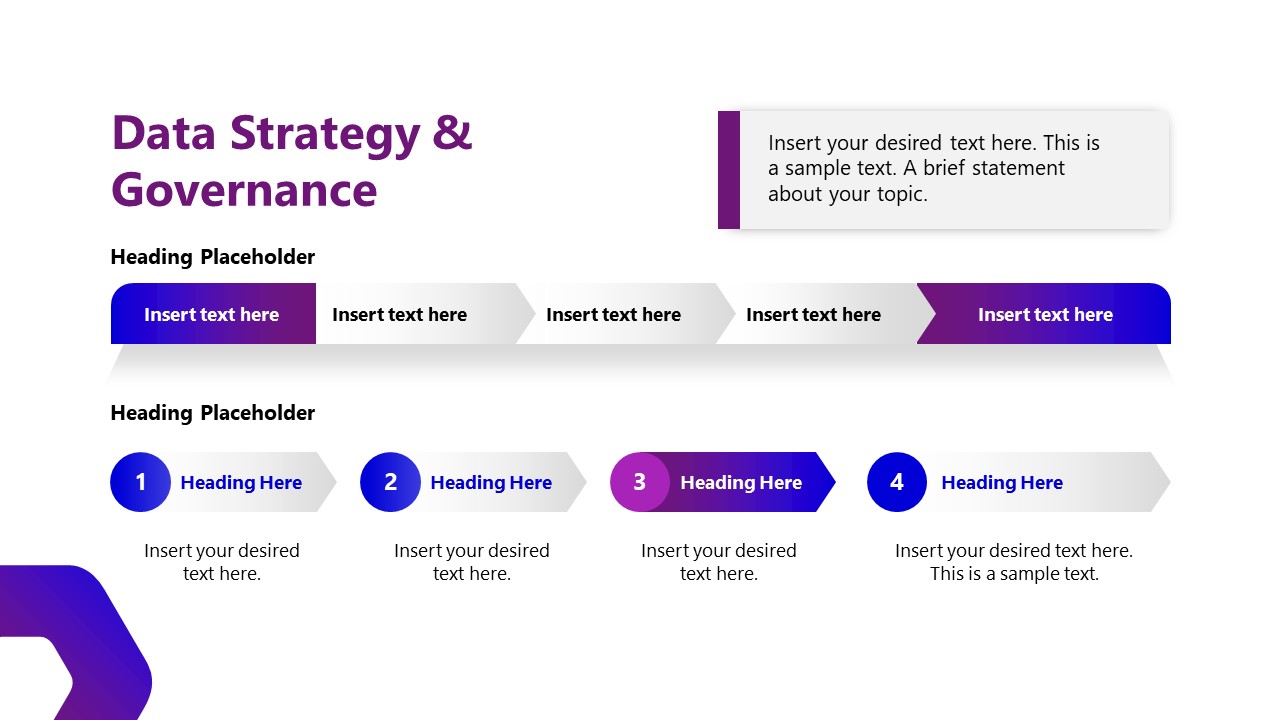 Data Strategy &
Governance
Insert your desired text here. This is
a sample text. A brief statement
about your topic.
Heading Placeholder
Insert text here
Insert text here
Insert text here
Insert text here
Insert text here
Heading Placeholder
1 Heading Here
2 Heading Here
3 Heading Here
4 Heading Here
Insert your desired
text here.
Insert your desired
text here.
Insert your desired
text here.
Insert your desired text here.
This is a sample text.